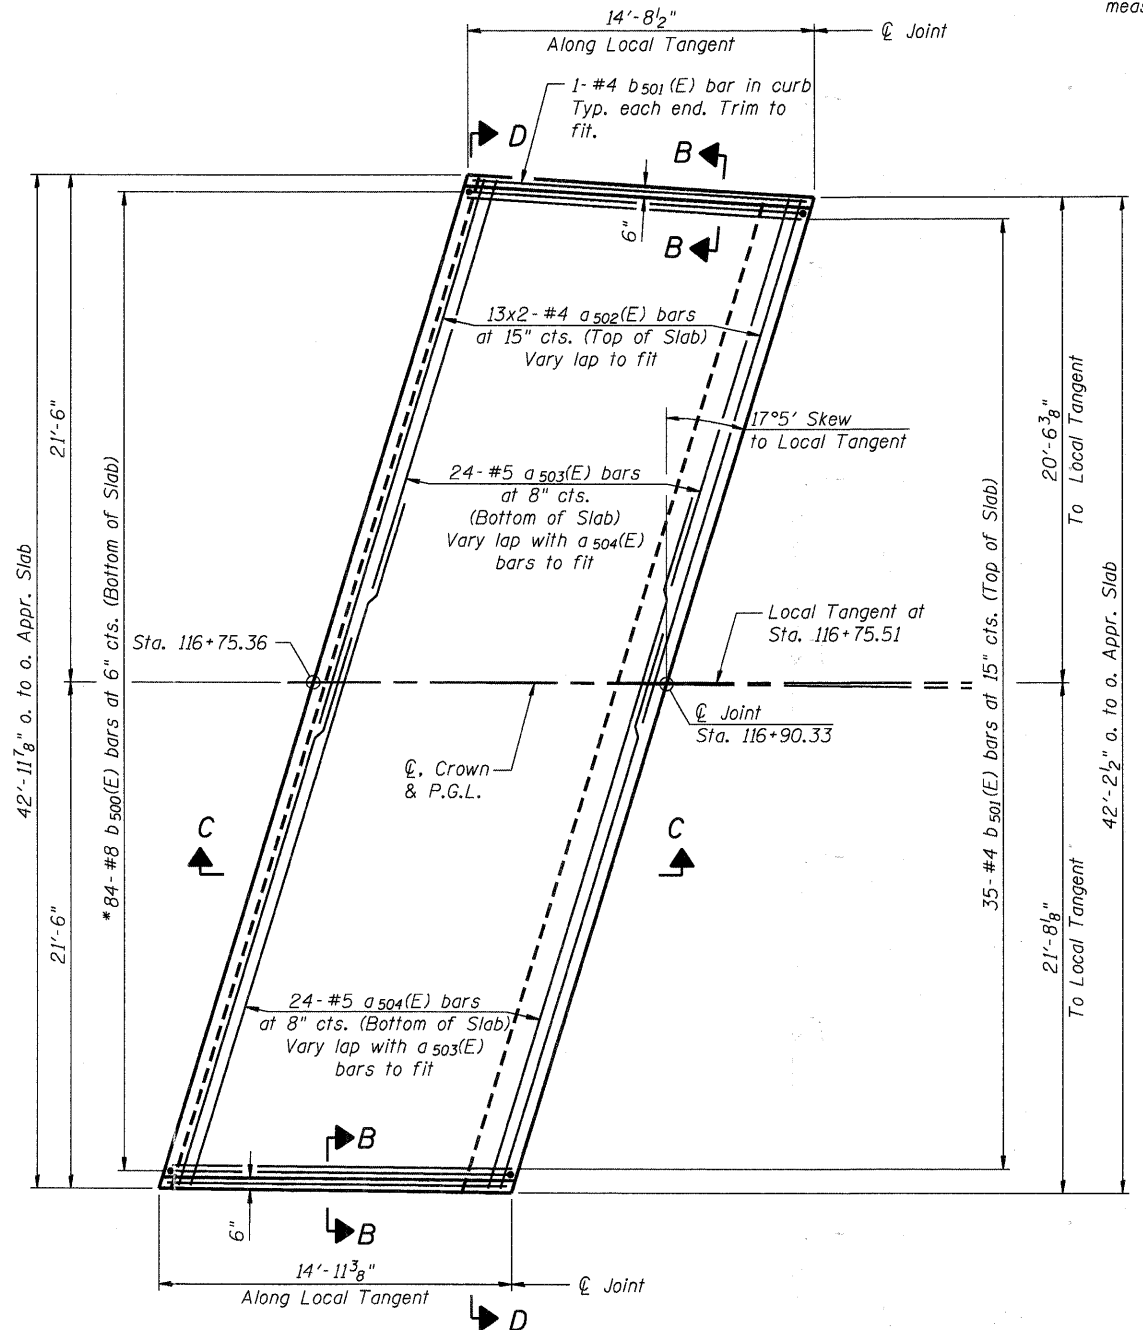 meas
14'-8½"
Along Local Tangent
℄ Joint
1- #4 b501(E) bar in curb
Typ. each end. Trim to
fit.
D
B
B
6"
13x2- #4 a502(E) bars
at 15" cts. (Top of Slab)
Vary lap to fit
17°5' Skew
to Local Tangent
24- #5 a503(E) bars
at 8" cts.
(Bottom of Slab)
Vary lap with a504(E)
bars to fit
Local Tangent at
Sta. 116+75.51
Sta. 116+75.36
℄ Joint
Sta. 116+90.33
℄, Crown
& P.G.L.
C
C
24- #5 a504(E) bars
at 8" cts. (Bottom of Slab)
Vary lap with a503(E)
bars to fit
B
B
6"
14'-11⅜"
Along Local Tangent
℄ Joint
D
42'-11⅞" o. to o. Appr. Slab
21'-6"
21'-6"
*84- #8 b500(E) bars at 6" cts. (Bottom of Slab)
35- #4 b501(E) bars at 15" cts. (Top of Slab)
20'-6⅜"
To Local Tangent
21'-8⅛"
To Local Tangent
42'-2½" o. to o. Appr. Slab